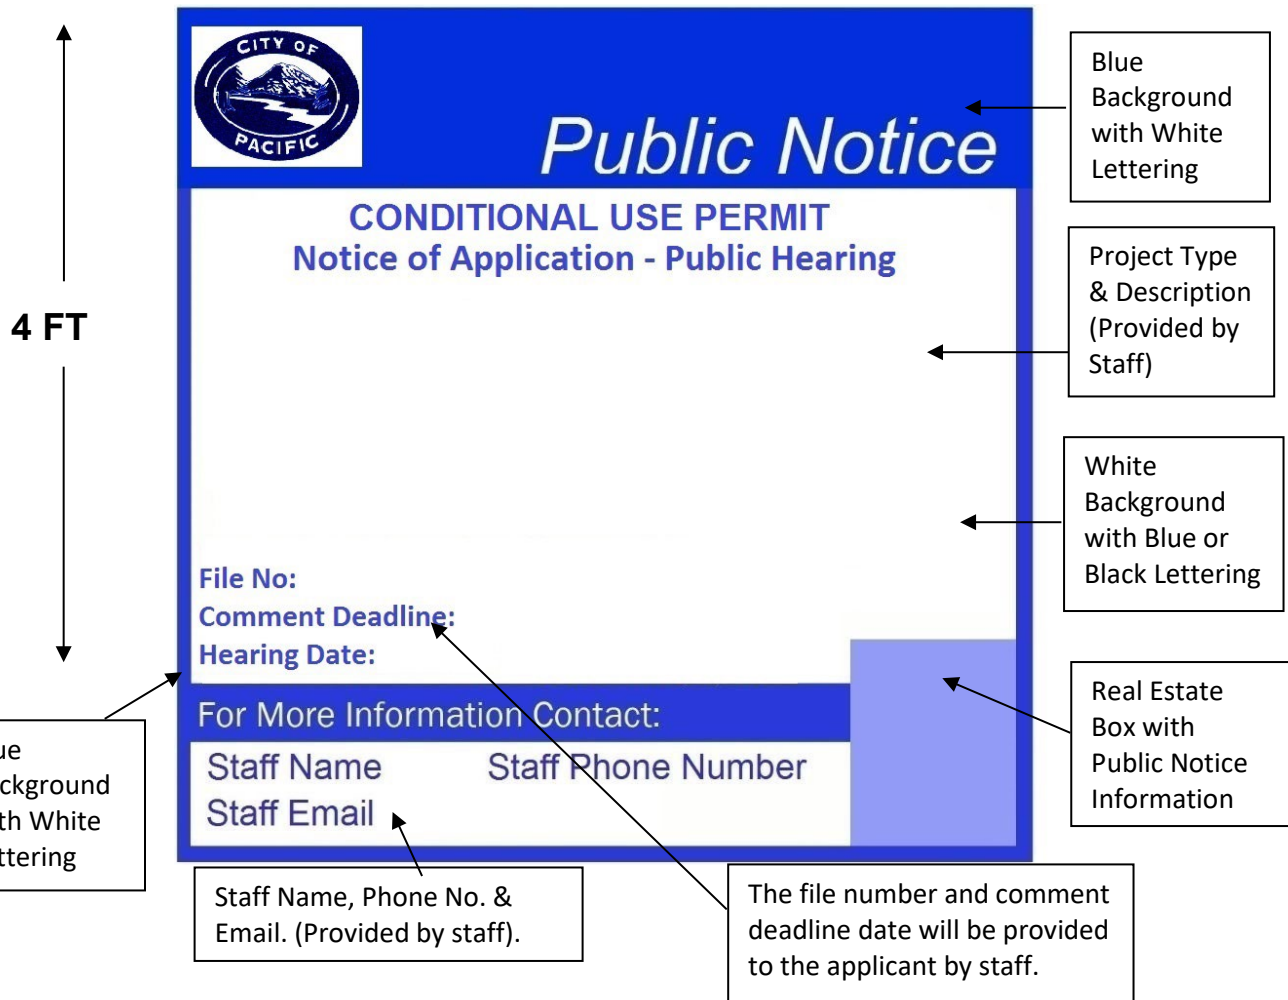 CITY OF
PACIFIC
Public Notice
Blue
Background
with White
Lettering
CONDITIONAL USE PERMIT
Notice of Application - Public Hearing
Project Type
& Description
(Provided by
Staff)
4 FT
White
Background
with Blue or
Black Lettering
File No:
Comment Deadline:
Hearing Date:
Real Estate
Box with
Public Notice
Information
For More Information Contact:
Staff Name Staff Phone Number
Staff Email
ue
ckground
th White
ttering
Staff Name, Phone No. &
Email. (Provided by staff).
The file number and comment
deadline date will be provided
to the applicant by staff.